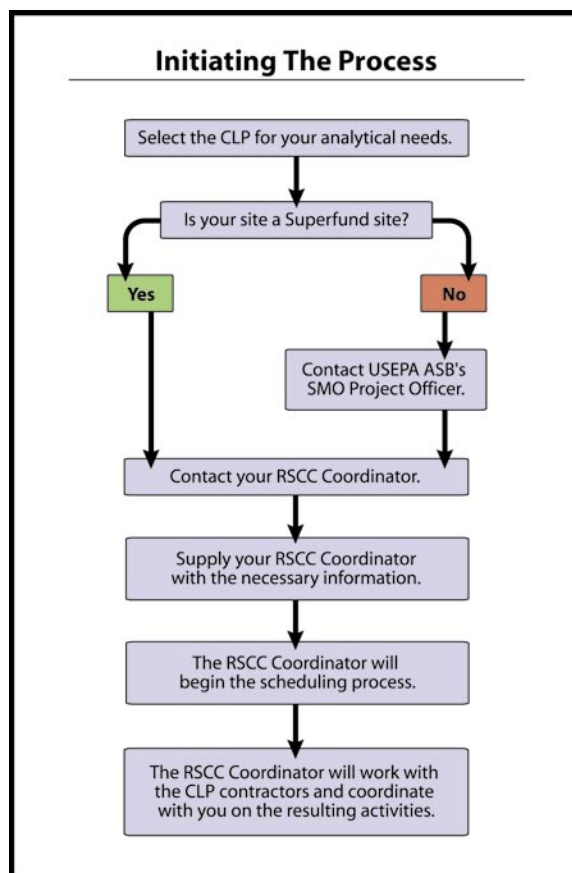 Initiating The Process
Select the CLP for your analytical needs.
Is your site a Superfund site?
Yes
No
Contact USEPA ASB's
SMO Project Officer.
Contact your RSCC Coordinator.
Supply your RSCC Coordinator
with the necessary information.
The RSCC Coordinator will
begin the scheduling process.
The RSCC Coordinator will work with
the CLP contractors and coordinate
with you on the resulting activities.